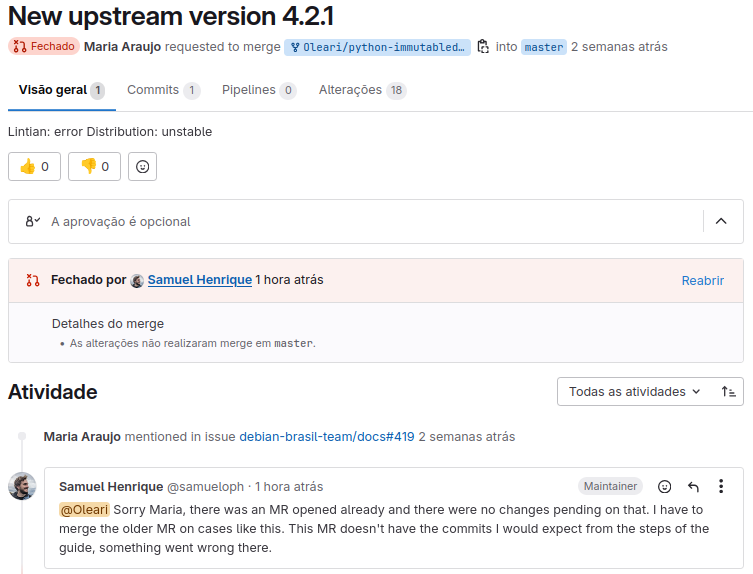 New upstream version 4.2.1
Fechado Maria Araujo requested to merge Oleari/python-immutabled… into master 2 semanas atrás
Visão geral 1 Commits 1 Pipelines 0 Alterações 18
Lintian: error Distribution: unstable
👍 0 👎 0
A aprovação é opcional
Fechado por Samuel Henrique 1 hora atrás Reabrir
Detalhes do merge
• As alterações não realizaram merge em master.
Atividade Todas as atividades
Maria Araujo mentioned in issue debian-brasil-team/docs#419 2 semanas atrás
Samuel Henrique @samueloph · 1 hora atrás Maintainer
@Oleari Sorry Maria, there was an MR opened already and there were no changes pending on that. I have to
merge the older MR on cases like this. This MR doesn't have the commits I would expect from the steps of the
guide, something went wrong there.